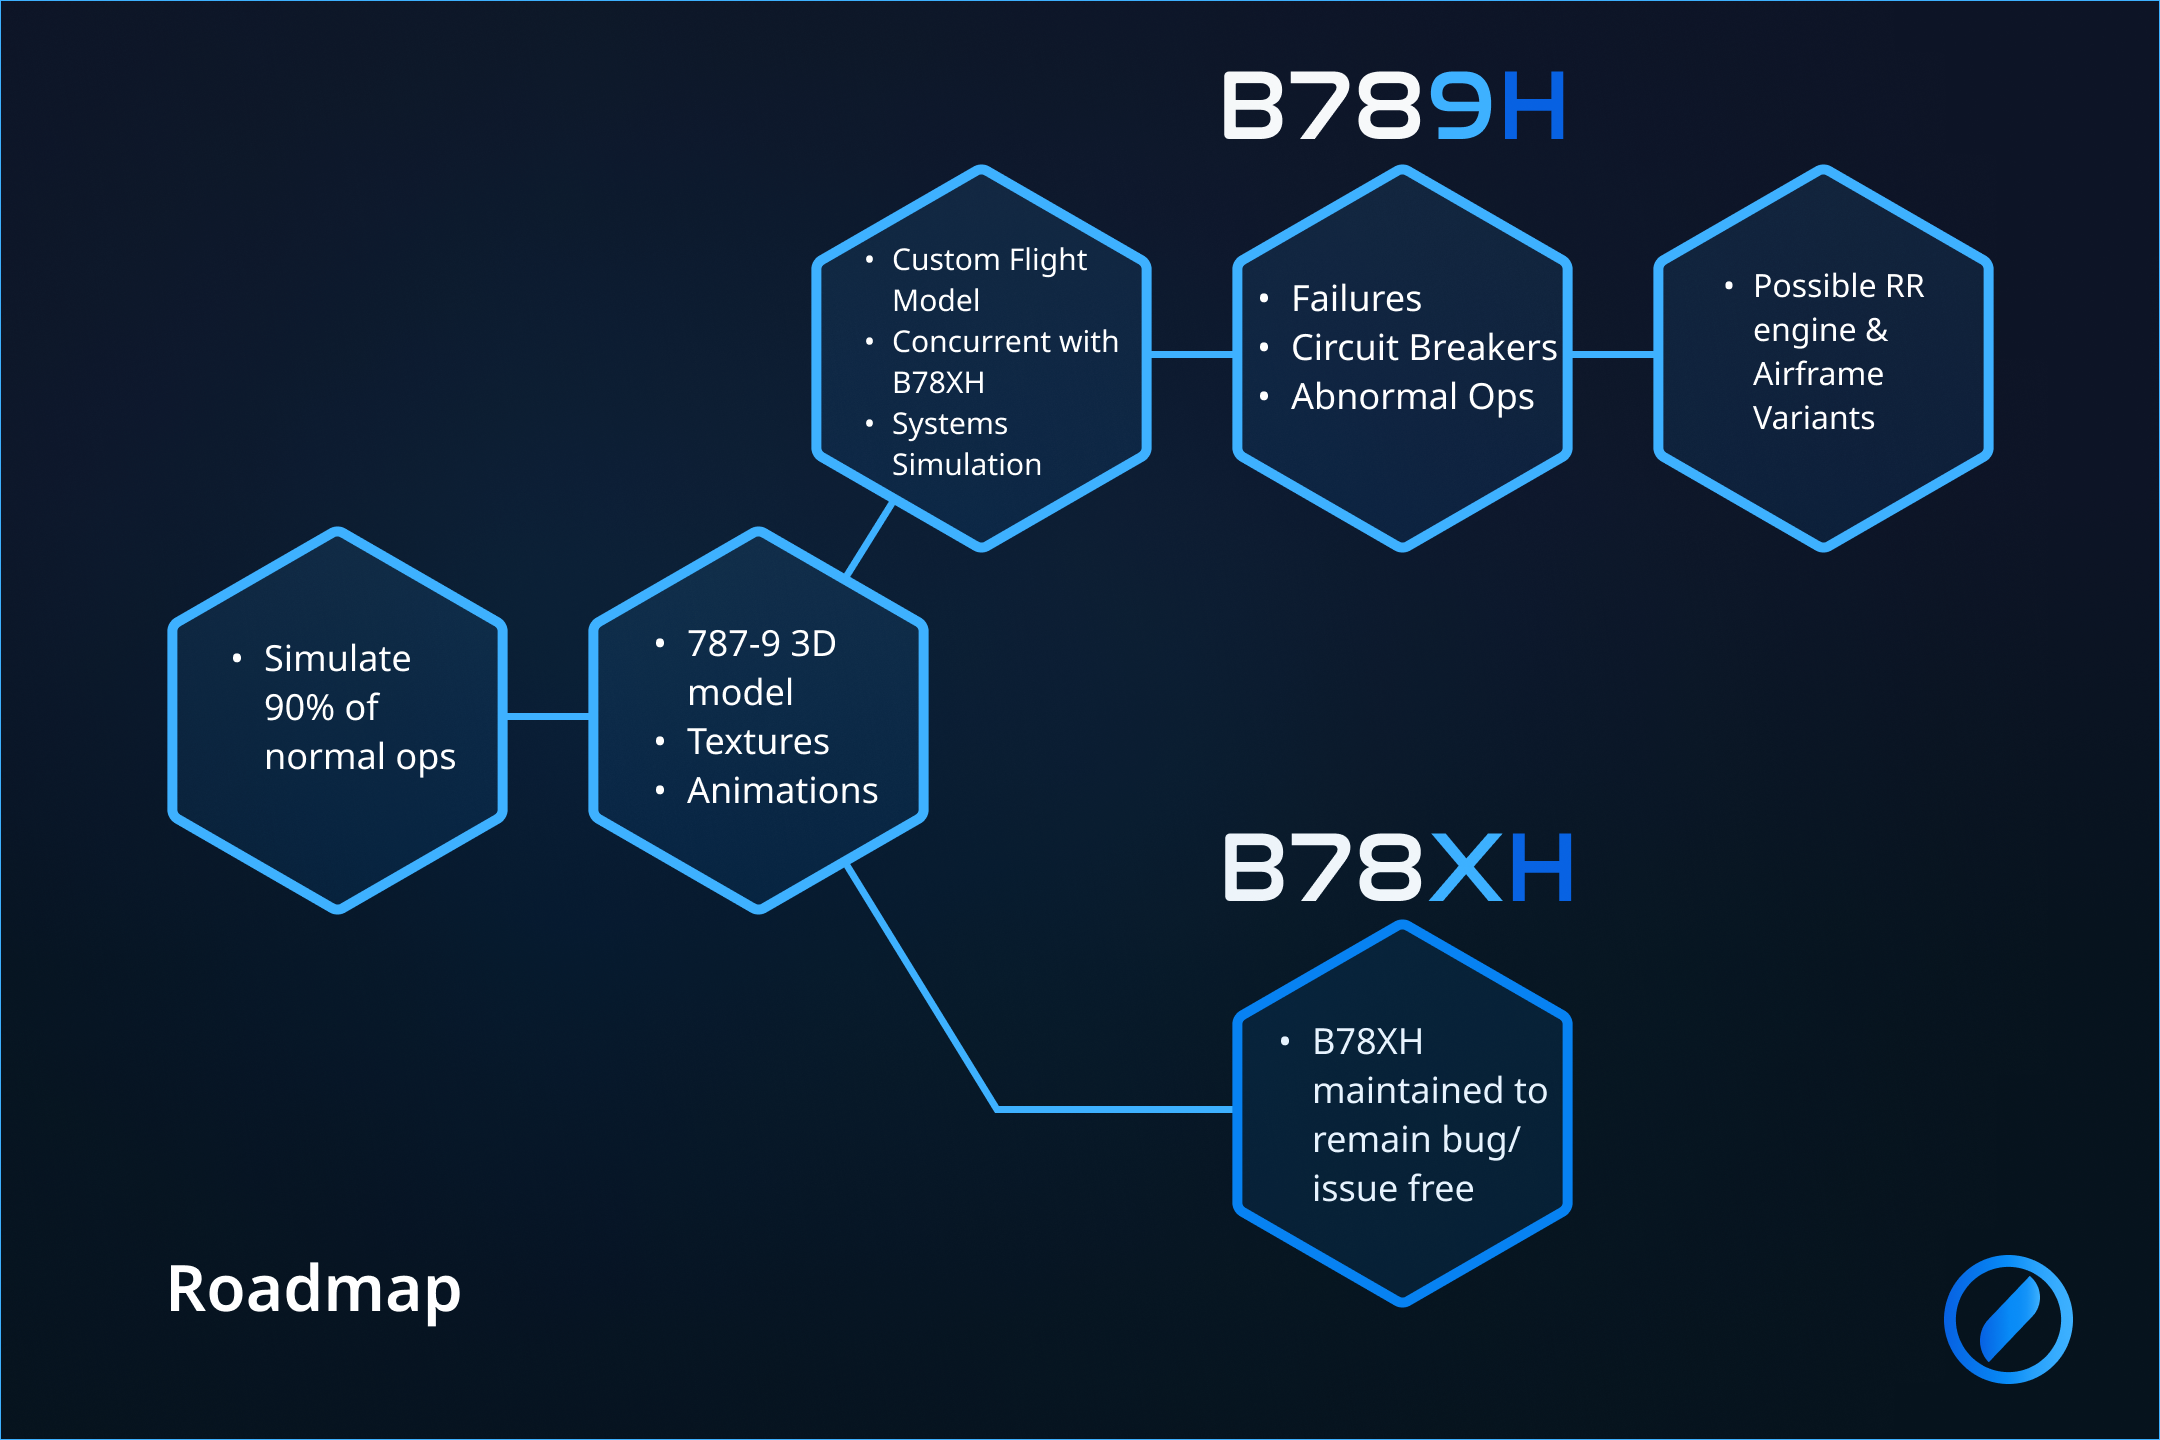 B789H
• Custom Flight
Model
• Concurrent with
B78XH
• Systems
Simulation
• Failures
• Circuit Breakers
• Abnormal Ops
• Possible RR
engine &
Airframe
Variants
• Simulate
90% of
normal ops
• 787-9 3D
model
• Textures
• Animations
B78XH
• B78XH
maintained to
remain bug/
issue free
Roadmap